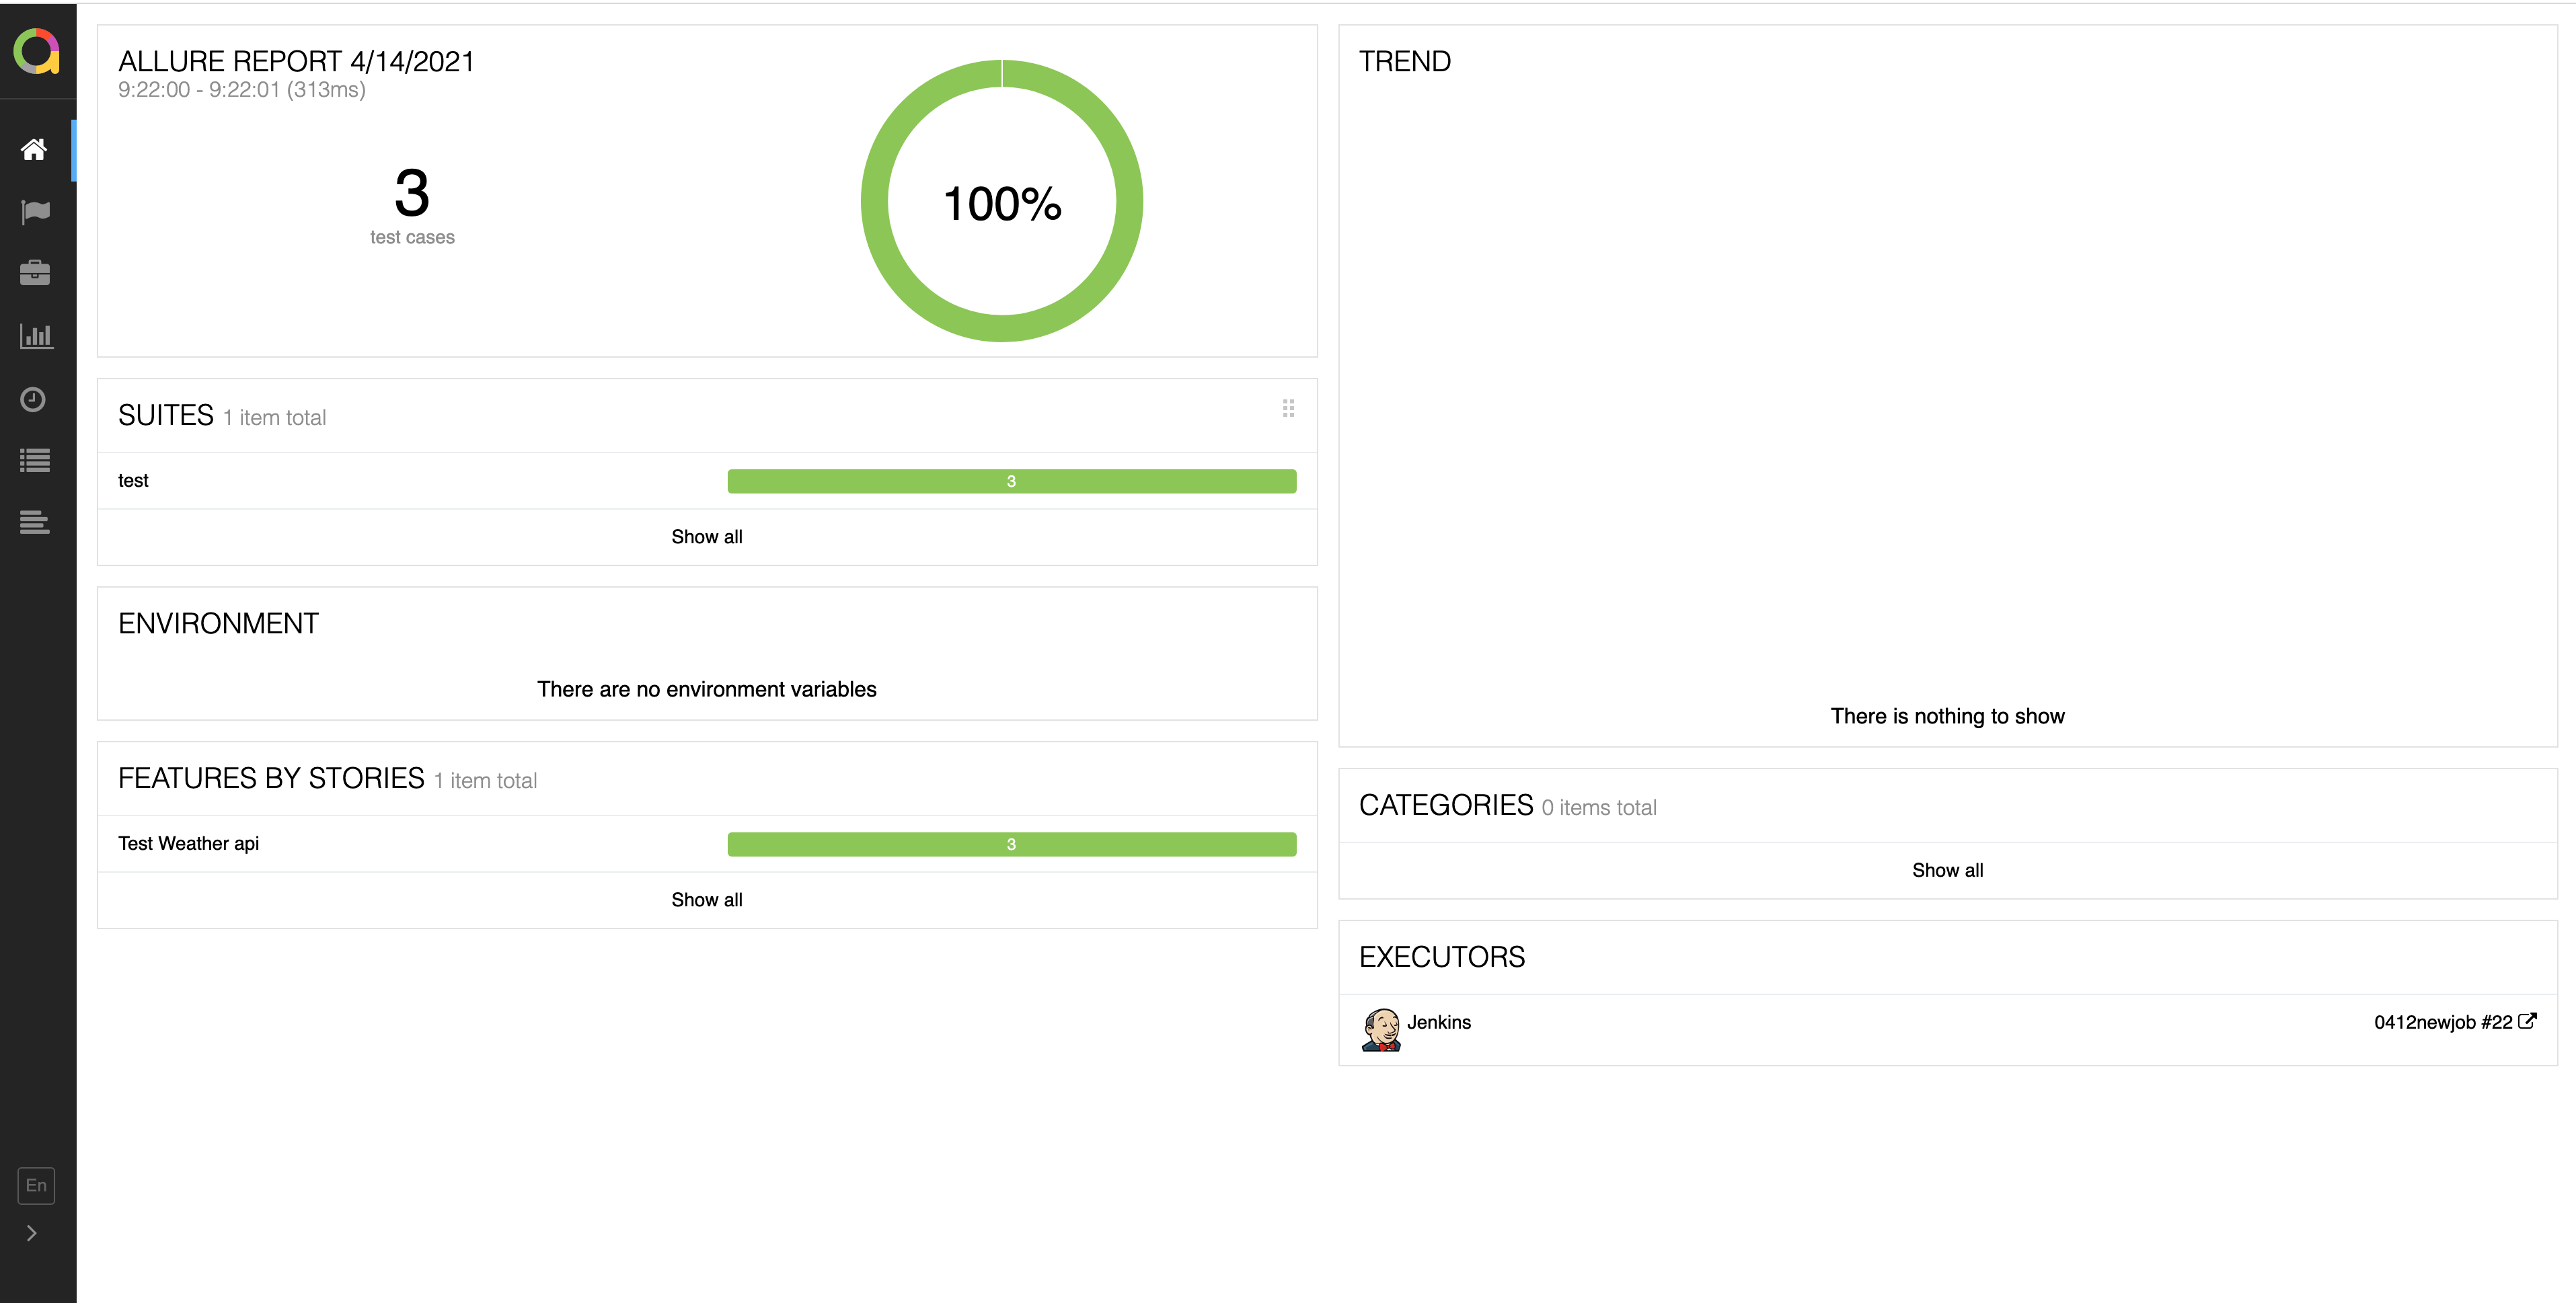 ALLURE REPORT 4/14/2021
9:22:00 - 9:22:01 (313ms)
3
test cases
100%
SUITES 1 item total
test 3
Show all
ENVIRONMENT
There are no environment variables
FEATURES BY STORIES 1 item total
Test Weather api 3
Show all
TREND
There is nothing to show
CATEGORIES 0 items total
Show all
EXECUTORS
Jenkins 0412newjob #22
En